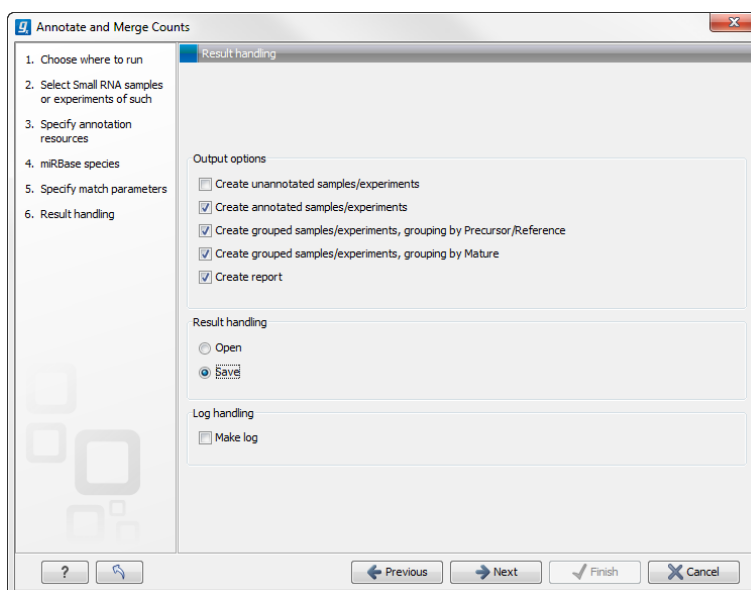 Annotate and Merge Counts
1. Choose where to run
2. Select Small RNA samples
or experiments of such
3. Specify annotation
resources
4. miRBase species
5. Specify match parameters
6. Result handling
Result handling
Output options
Create unannotated samples/experiments
Create annotated samples/experiments
Create grouped samples/experiments, grouping by Precursor/Reference
Create grouped samples/experiments, grouping by Mature
Create report
Result handling
Open
Save
Log handling
Make log
?
Previous
Next
Finish
Cancel